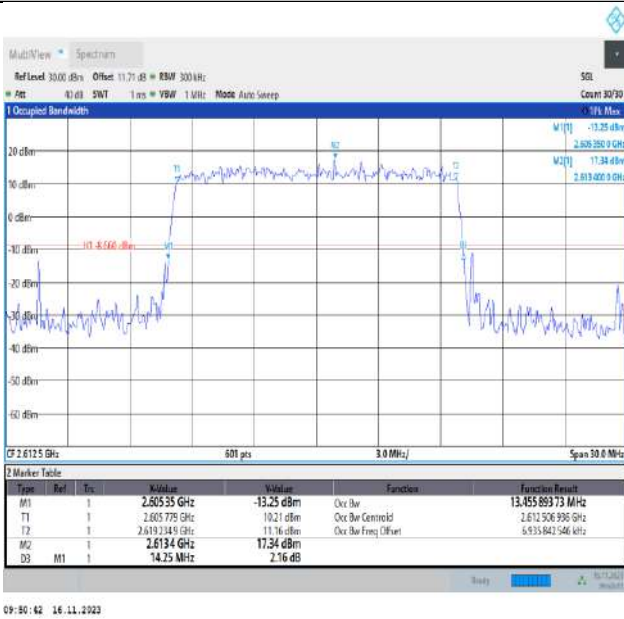 MultiView Spectrum
Ref Level 30.00 dBm Offset 11.71 dB RBW 300 kHz SGL
Att 40 dB SWT 1 ms VBW 1 MHz Mode Auto Sweep Count 30/30
1 Occupied Bandwidth 1Pk Max
M1[1] -13.25 dBm
2.605 350 0 GHz
M2[1] 17.34 dBm
2.613 400 0 GHz
M2
20 dBm
T1
10 dBm
0 dBm
-10 dBm
H1 -8.660 dBm
M1
-20 dBm
-30 dBm
-40 dBm
-50 dBm
-60 dBm
CF 2.6125 GHz 601 pts 3.0 MHz/ Span 30.0 MHz
2 Marker Table
Type Ref Trc X-Value Y-Value Function Function Result
M1 1 2.60535 GHz -13.25 dBm Occ Bw 13.455 893 73 MHz
T1 1 2.605 779 GHz 10.21 dBm Occ Bw Centroid 2.612 506 936 GHz
T2 1 2.619 234 9 GHz 11.16 dBm Occ Bw Freq Offset 6.935 842 546 kHz
M2 1 2.6134 GHz 17.34 dBm
D3 M1 1 14.25 MHz 2.16 dB
Ready
09:50:42 16.11.2023